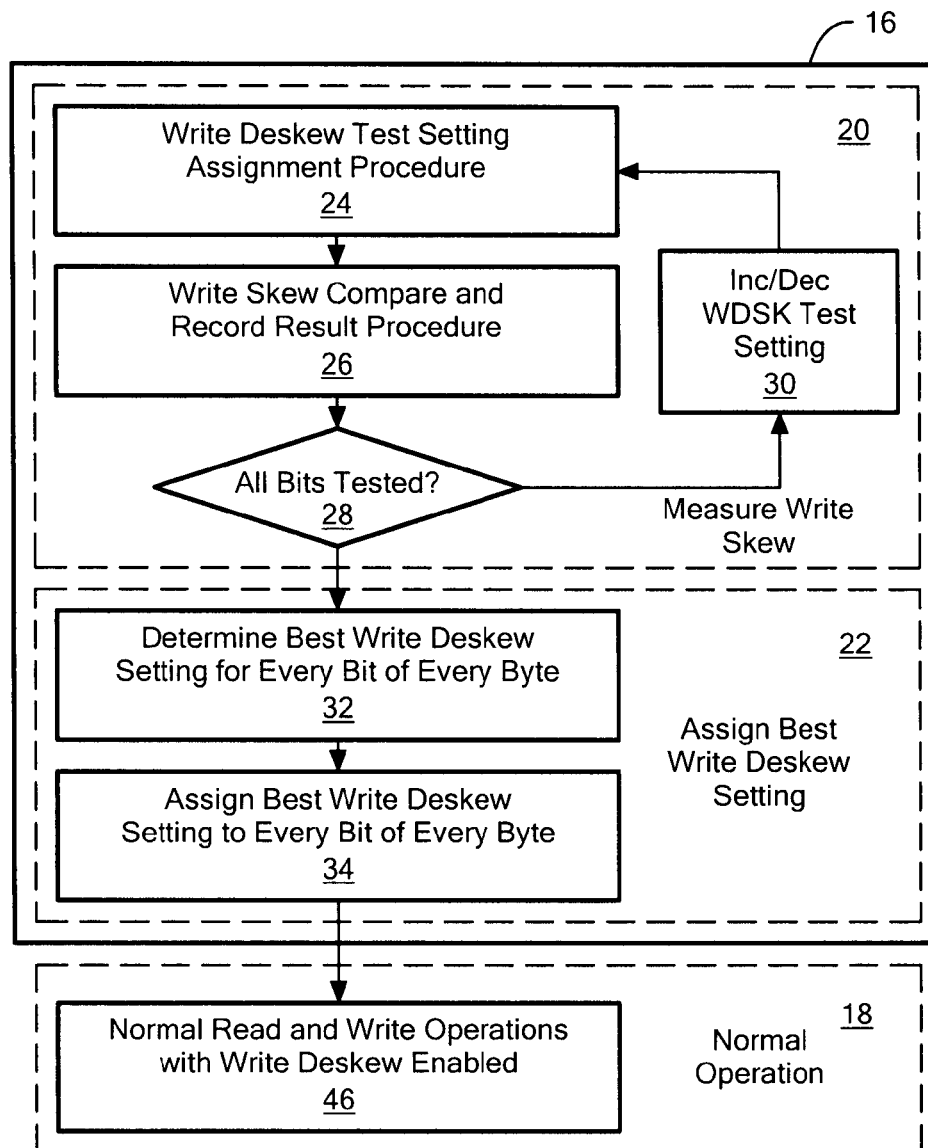 16
20
Write Deskew Test Setting
Assignment Procedure
24
Write Skew Compare and
Record Result Procedure
26
Inc/Dec
WDSK Test
Setting
30
All Bits Tested?
28
Measure Write
Skew
22
Determine Best Write Deskew
Setting for Every Bit of Every Byte
32
Assign Best
Write Deskew
Setting
Assign Best Write Deskew
Setting to Every Bit of Every Byte
34
18
Normal Read and Write Operations
with Write Deskew Enabled
46
Normal
Operation